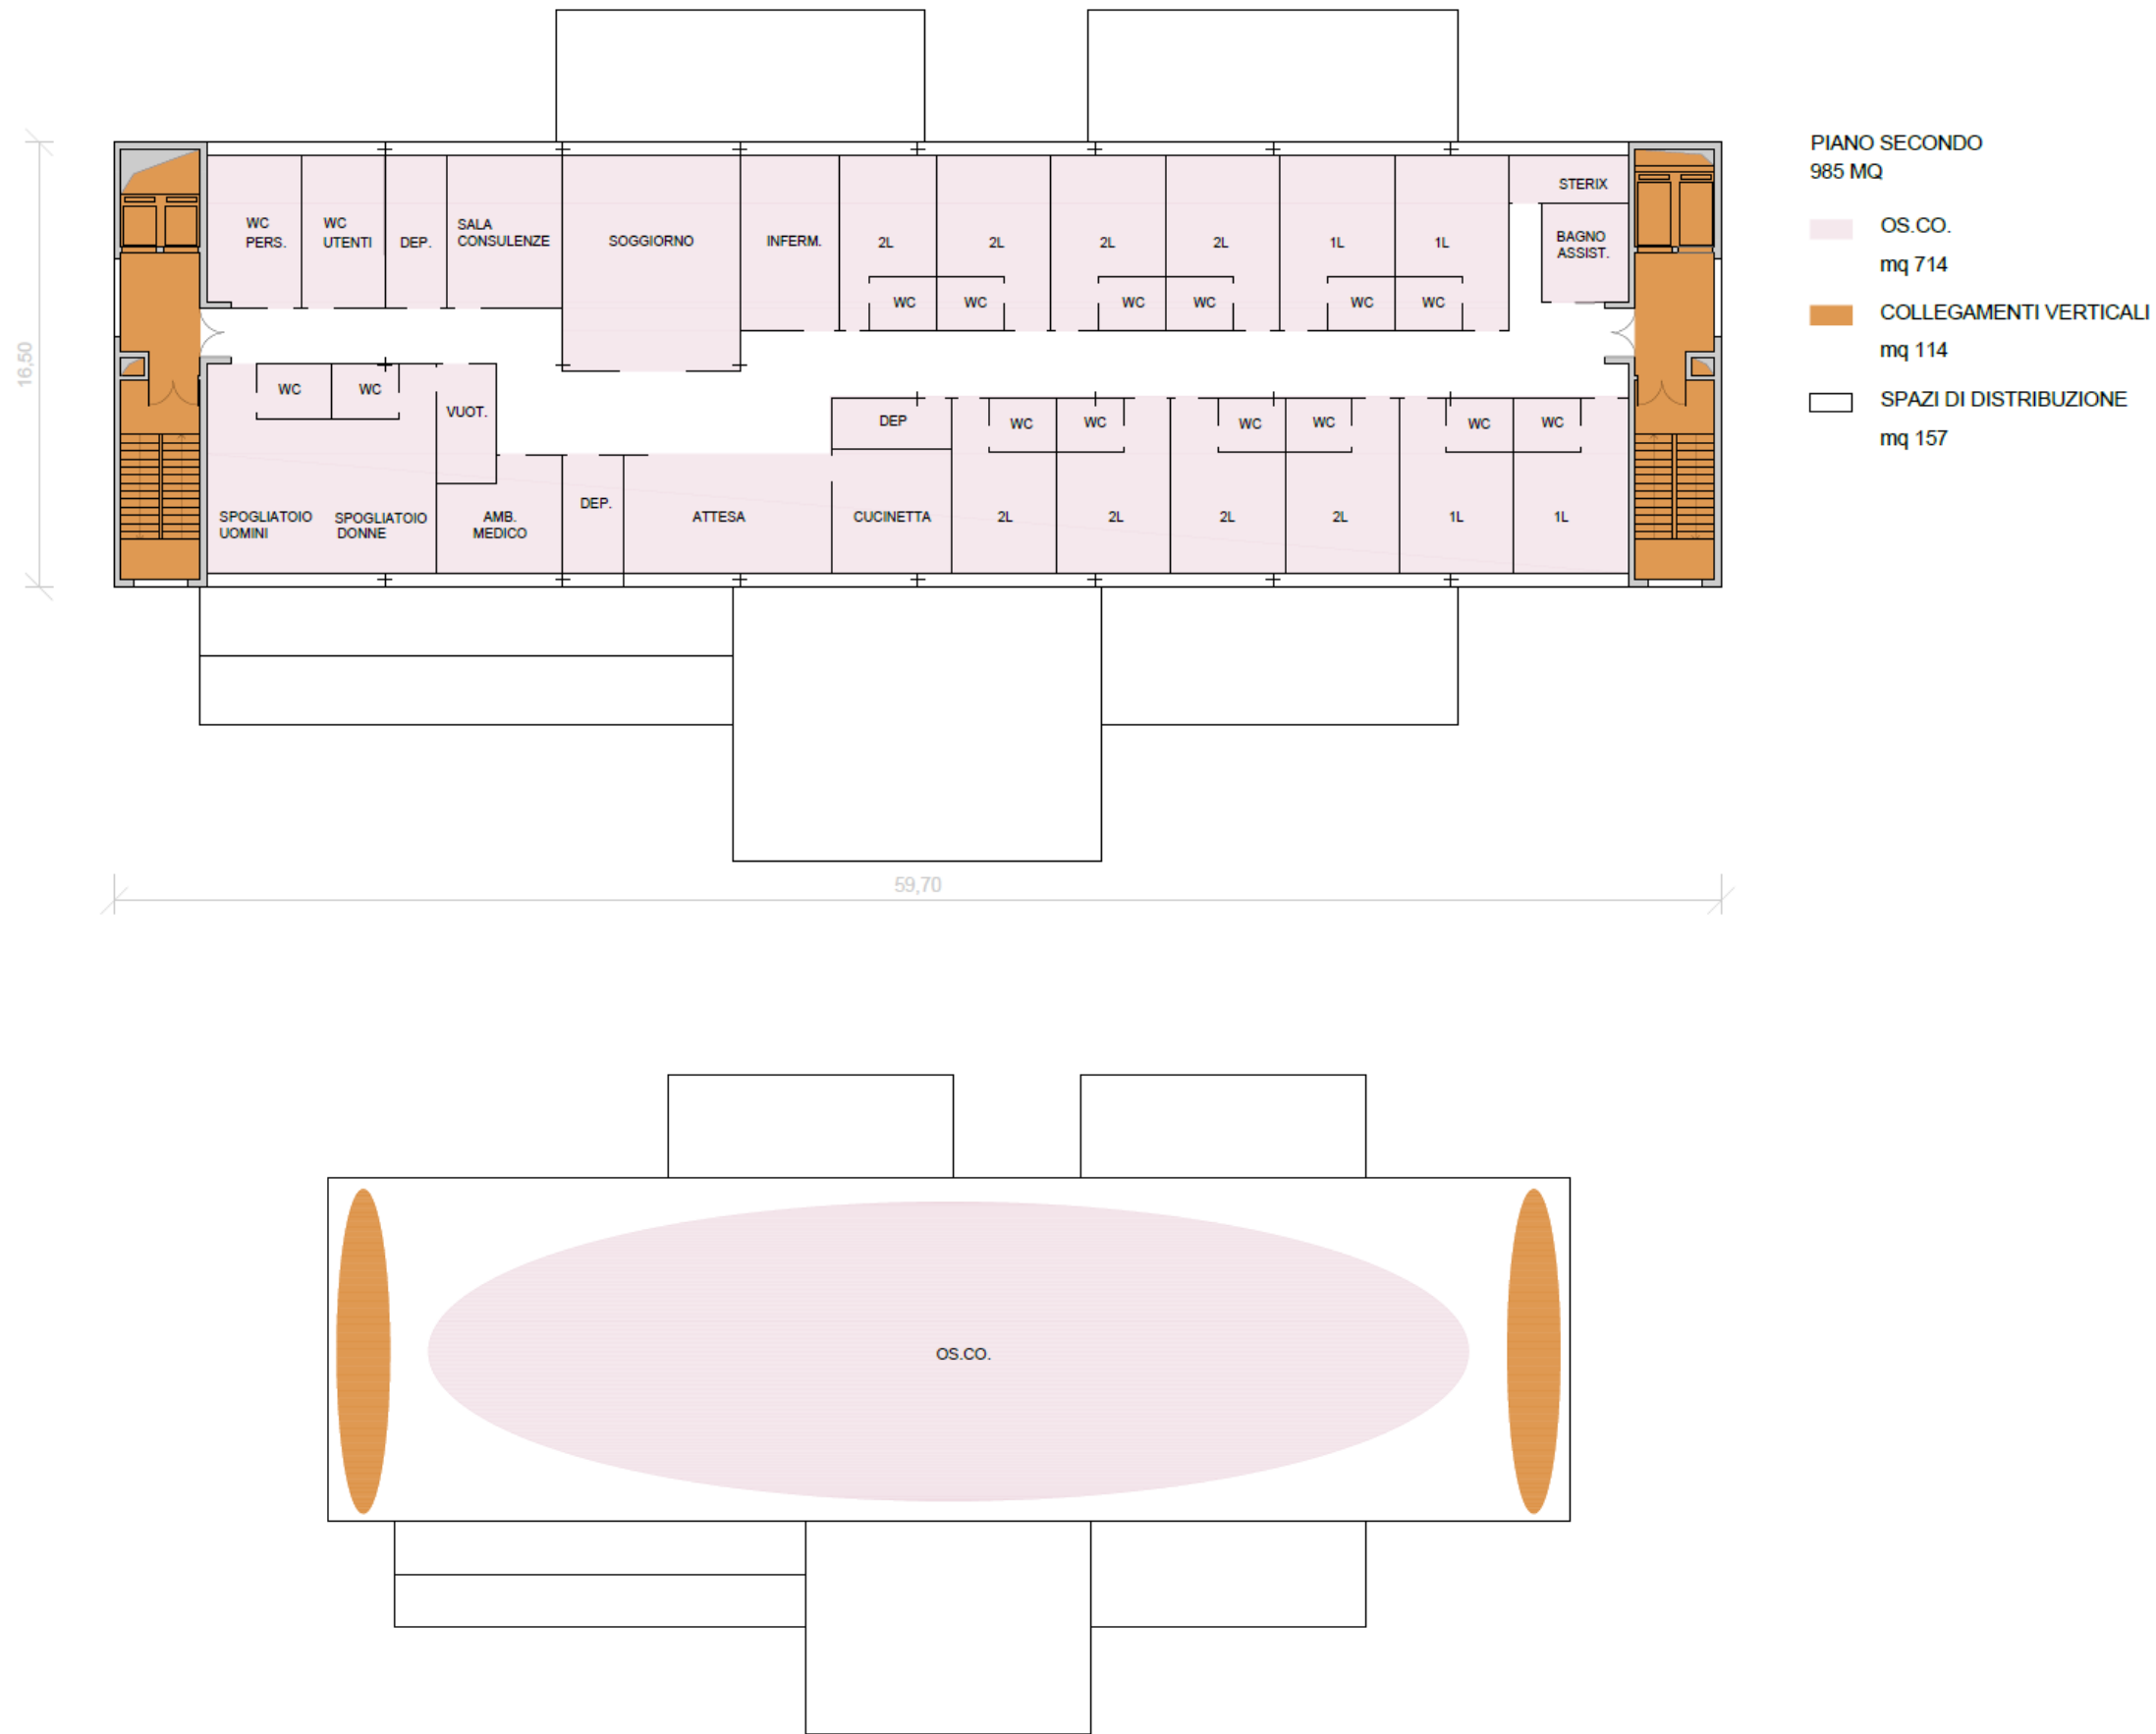 PIANO SECONDO
985 MQ
OS.CO.
mq 714
COLLEGAMENTI VERTICALI
mq 114
SPAZI DI DISTRIBUZIONE
mq 157
16,50
WC
PERS.
WC
UTENTI
DEP.
SALA
CONSULENZE
SOGGIORNO
INFERM.
2L
2L
2L
2L
1L
1L
STERIX
BAGNO
ASSIST.
WC
WC
WC
WC
WC
WC
WC
WC
VUOT.
DEP
WC
WC
WC
WC
WC
WC
SPOGLIATOIO
UOMINI
SPOGLIATOIO
DONNE
AMB.
MEDICO
DEP.
ATTESA
CUCINETTA
2L
2L
2L
2L
1L
1L
59,70
OS.CO.